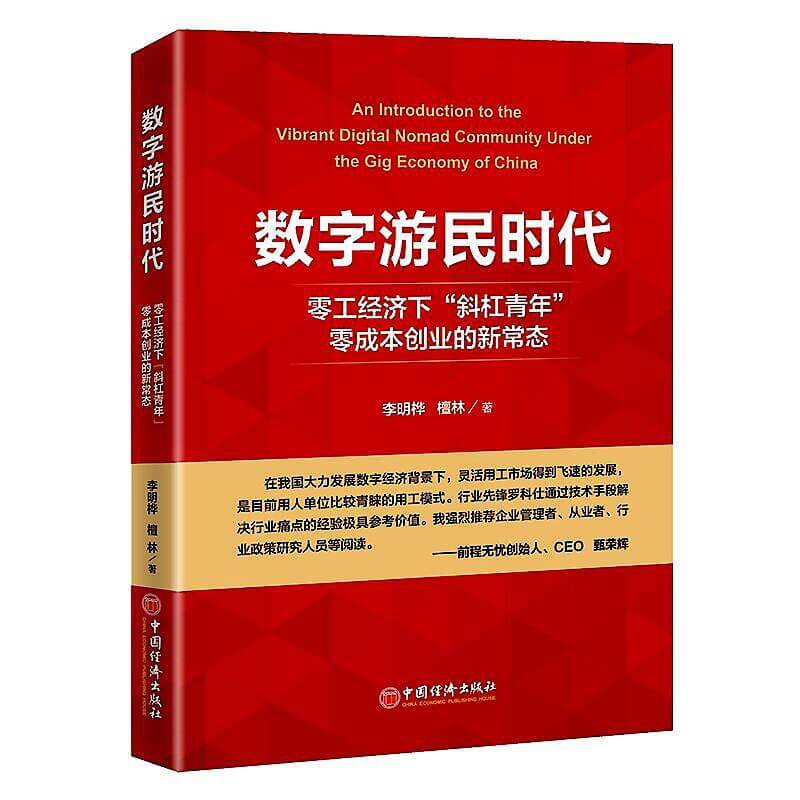 An Introduction to the
Vibrant Digital Nomad Community Under
the Gig Economy of China
数字游民时代
零工经济下“斜杠青年”
零成本创业的新常态
李明桦 檀林／著
在我国大力发展数字经济背景下，灵活用工市场得到飞速的发展，
是目前用人单位比较青睐的用工模式。行业先锋罗科仕通过技术手段解
决行业痛点的经验极具参考价值。我强烈推荐企业管理者、从业者、行
业政策研究人员等阅读。
——前程无忧创始人、CEO 甄荣辉
中国经济出版社
CHINA ECONOMIC PUBLISHING HOUSE
数字游民时代
零工经济下「斜杠青年」
零成本创业的新常态
李明桦 檀林／著
中国经济出版社
CHINA ECONOMIC PUBLISHING HOUSE